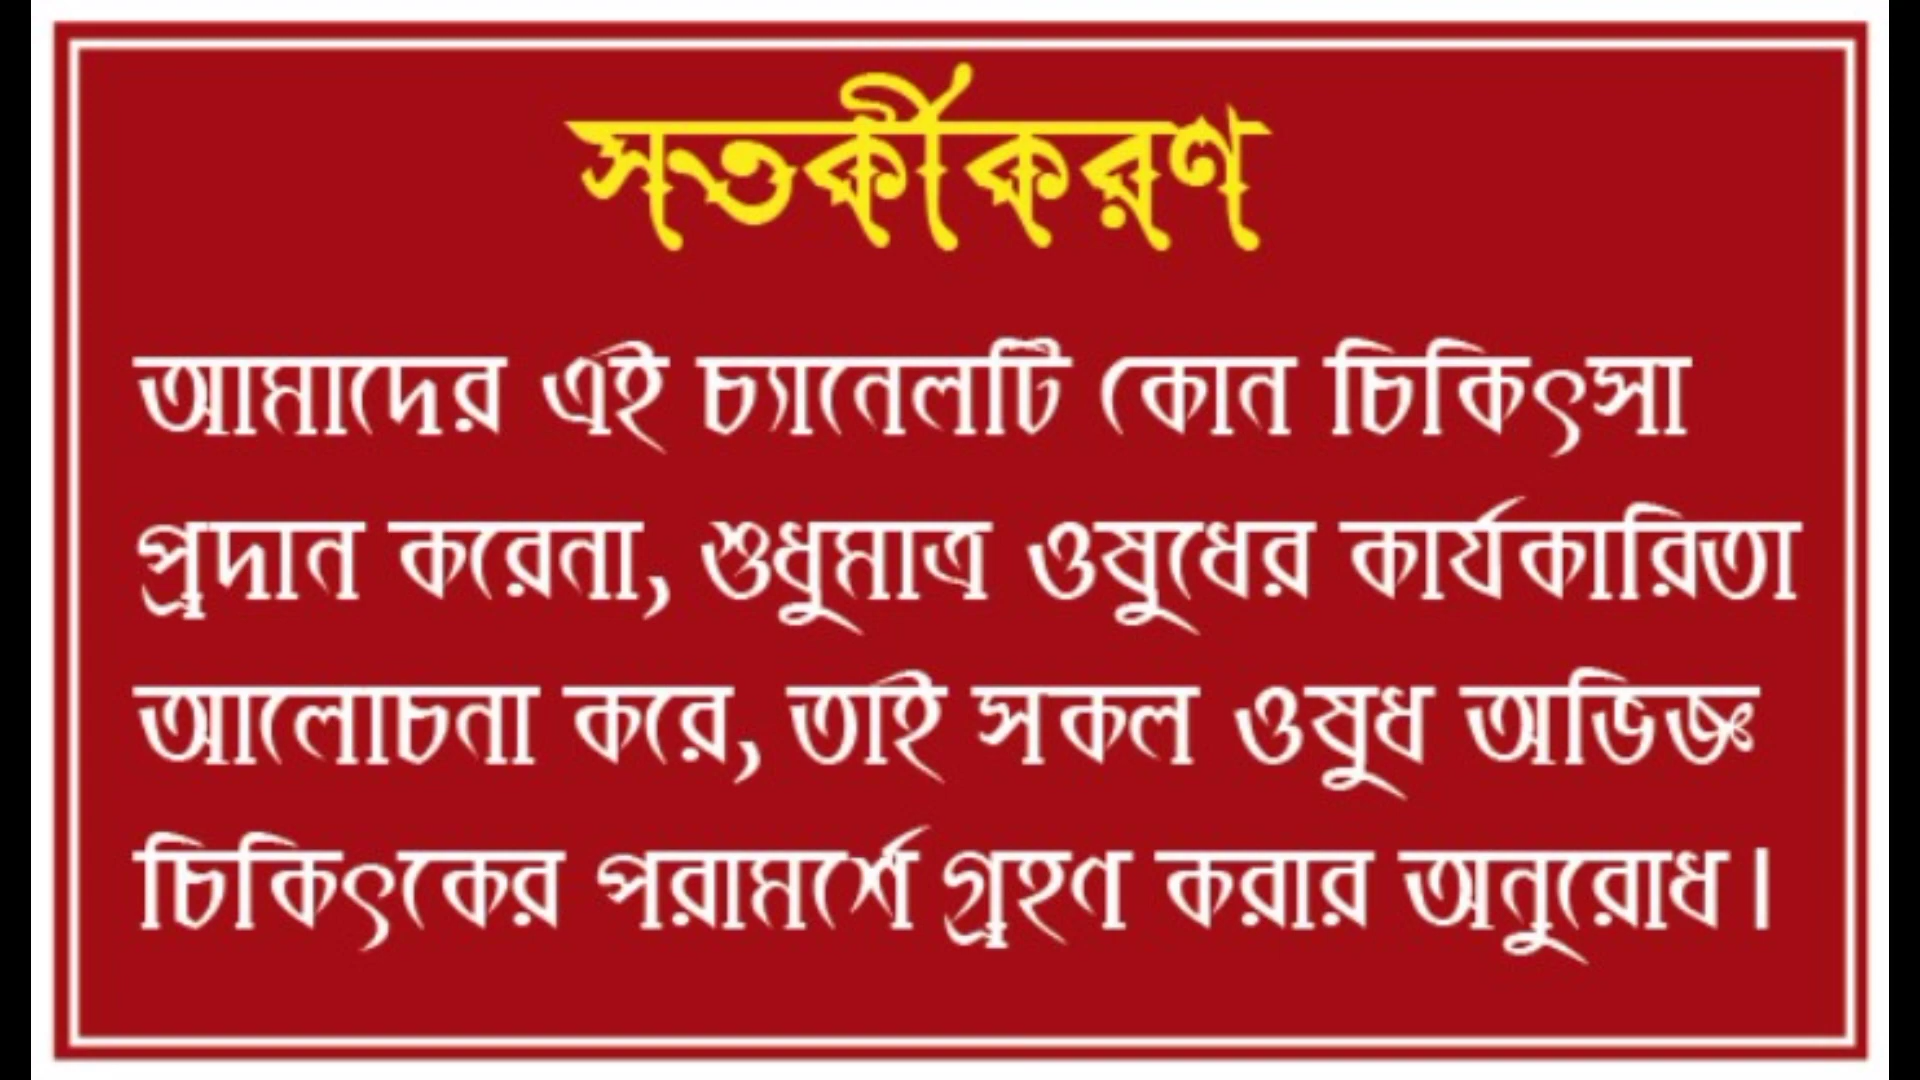 সতর্কীকরণ
আমাদের এই চ্যানেলটি কোন চিকিৎসা
প্রদান করেনা, শুধুমাত্র ওষুধের কার্যকারিতা
আলোচনা করে, তাই সকল ওষুধ অভিজ্ঞ
চিকিৎকের পরামর্শে গ্রহণ করার অনুরোধ।